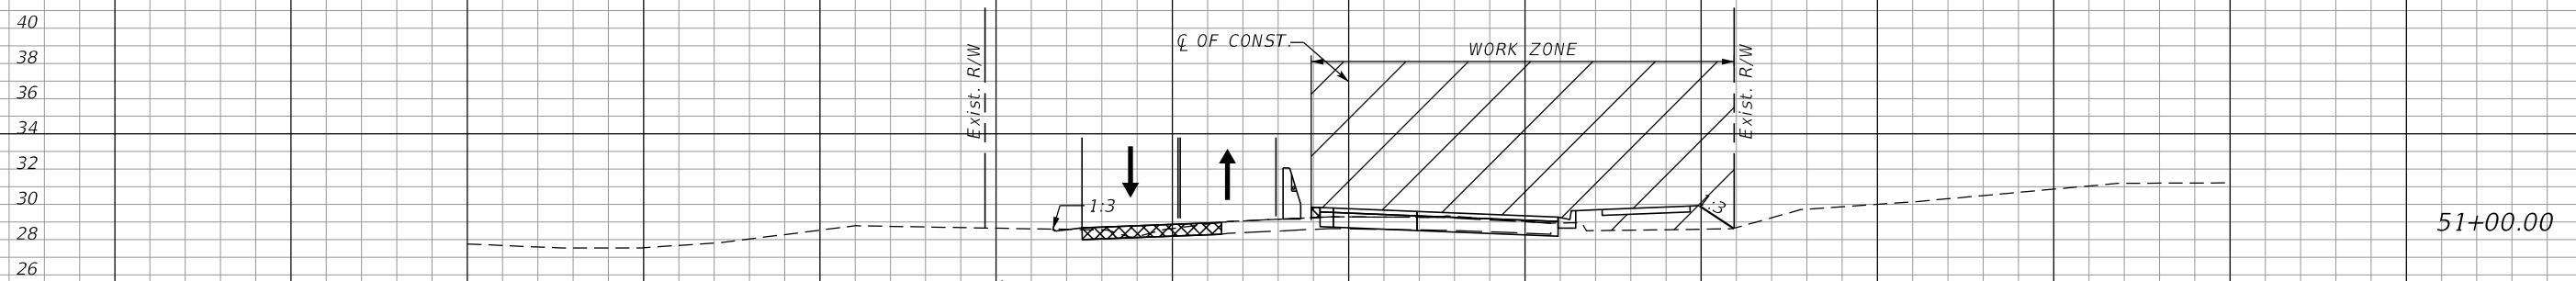 40
38
36
34
32
30
28
26
Exist. R/W
℄ OF CONST.
WORK ZONE
Exist. R/W
1:3
1:3
51+00.00